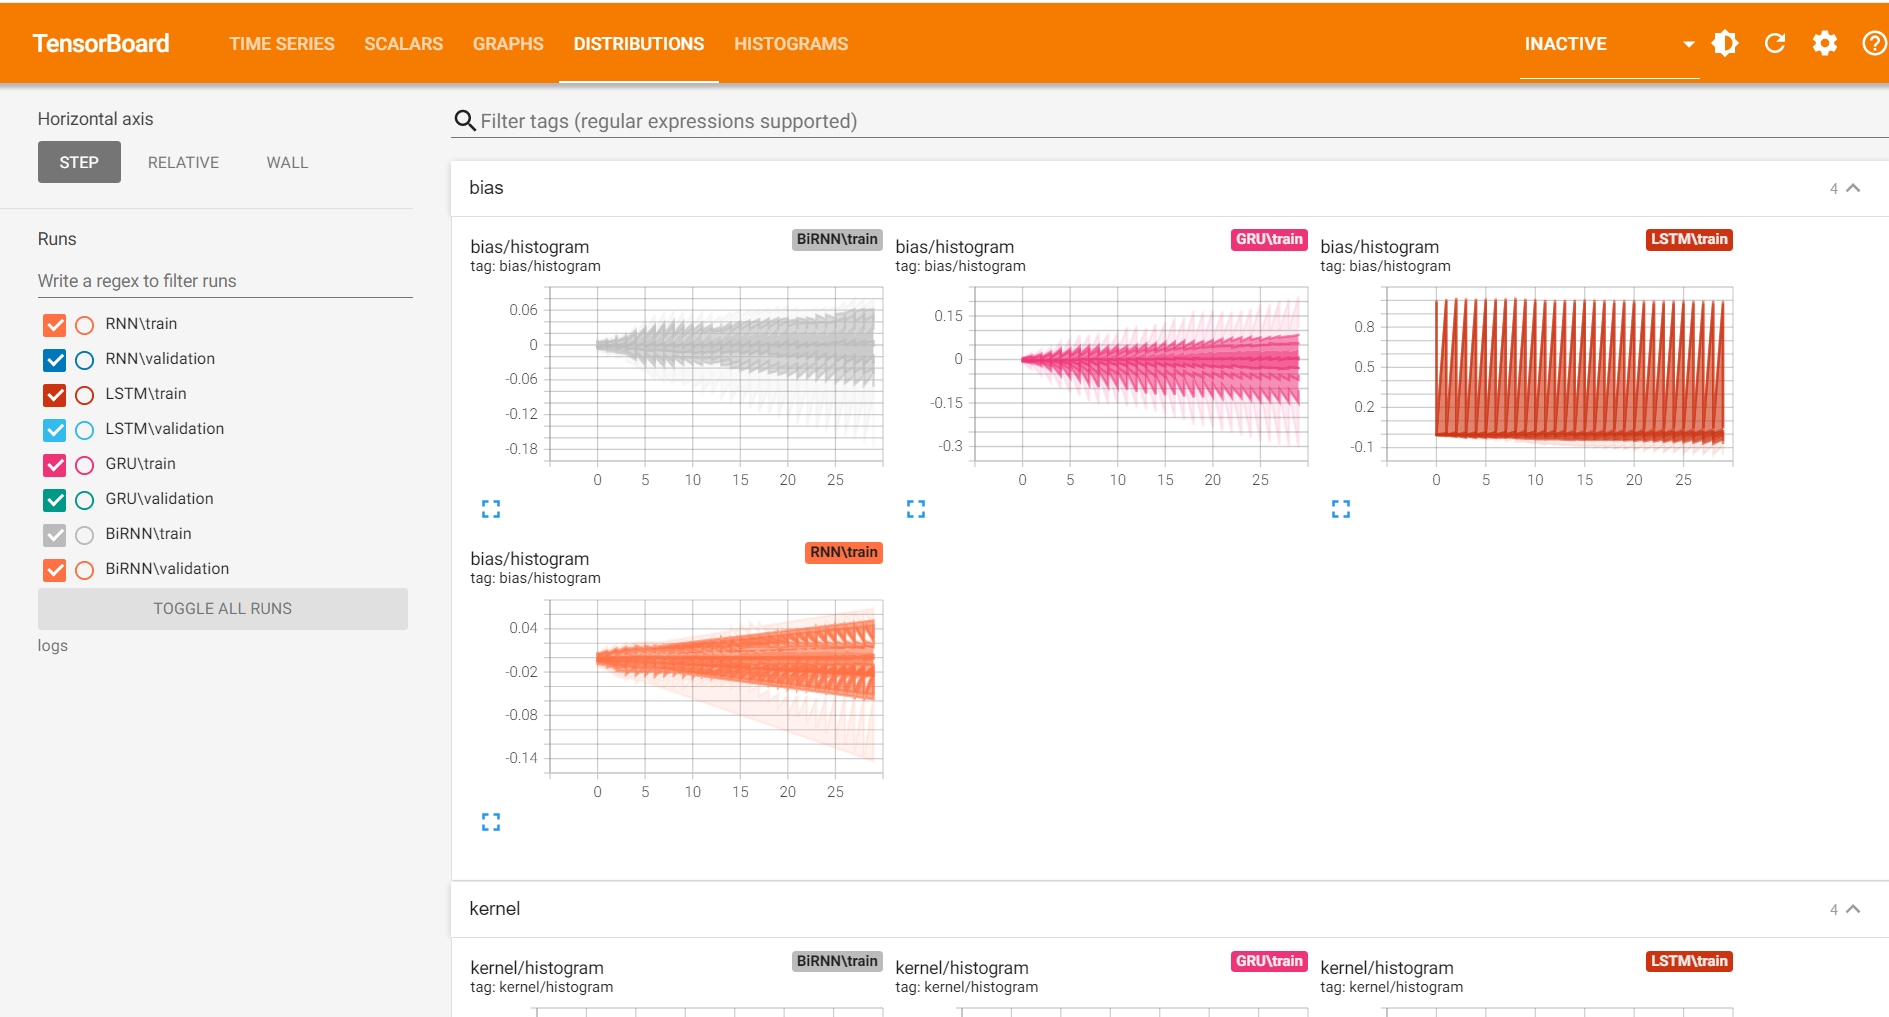 TensorBoard
TIME SERIES SCALARS GRAPHS DISTRIBUTIONS HISTOGRAMS
INACTIVE
Horizontal axis
STEP RELATIVE WALL
Runs
Write a regex to filter runs
RNN\train
RNN\validation
LSTM\train
LSTM\validation
GRU\train
GRU\validation
BiRNN\train
BiRNN\validation
TOGGLE ALL RUNS
logs
Filter tags (regular expressions supported)
bias
4
bias/histogram
BiRNN\train
tag: bias/histogram
0.06
0
-0.06
-0.12
-0.18
0 5 10 15 20 25
bias/histogram
GRU\train
tag: bias/histogram
0.15
0
-0.15
-0.3
0 5 10 15 20 25
bias/histogram
LSTM\train
tag: bias/histogram
0.8
0.5
0.2
-0.1
0 5 10 15 20 25
bias/histogram
RNN\train
tag: bias/histogram
0.04
-0.02
-0.08
-0.14
0 5 10 15 20 25
kernel
4
kernel/histogram
BiRNN\train
tag: kernel/histogram
kernel/histogram
GRU\train
tag: kernel/histogram
kernel/histogram
LSTM\train
tag: kernel/histogram